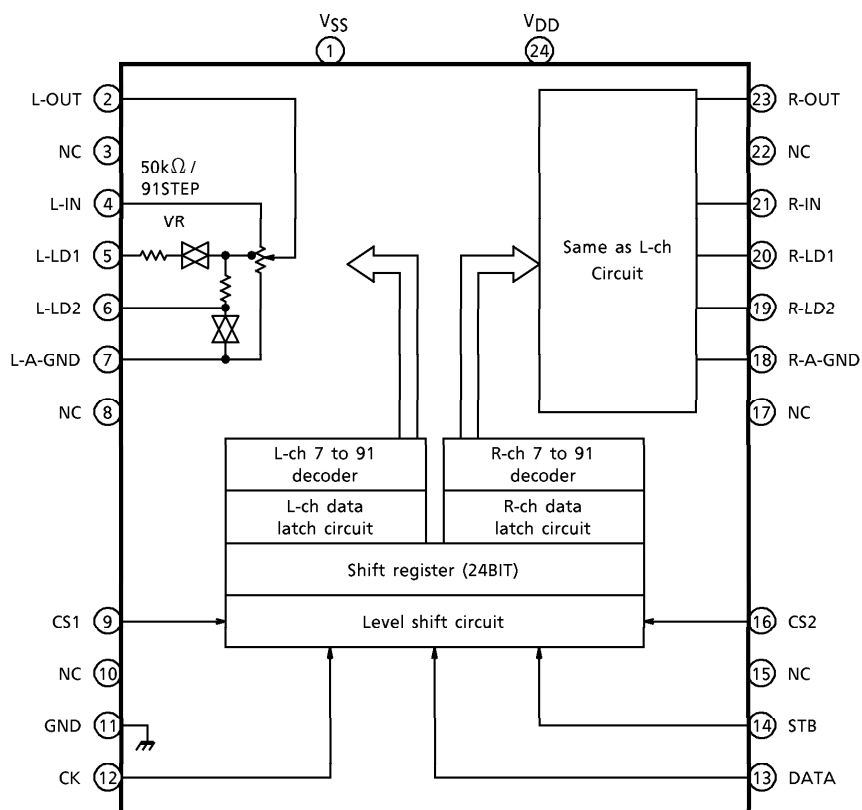 VSS VDD
1 24
L-OUT 2
23 R-OUT
NC 3
22 NC
50kΩ /
91STEP
L-IN 4
21 R-IN
VR
L-LD1 5
20 R-LD1
Same as L-ch
Circuit
L-LD2 6
19 R-LD2
L-A-GND 7
18 R-A-GND
NC 8
17 NC
L-ch 7 to 91
decoder
R-ch 7 to 91
decoder
L-ch data
latch circuit
R-ch data
latch circuit
Shift register (24BIT)
Level shift circuit
CS1 9
16 CS2
NC 10
15 NC
GND 11
14 STB
CK 12
13 DATA